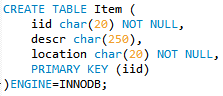 CREATE TABLE Item (
    iid char(20) NOT NULL,
    descr char(250),
    location char(20) NOT NULL,
    PRIMARY KEY (iid)
)ENGINE=INNODB;